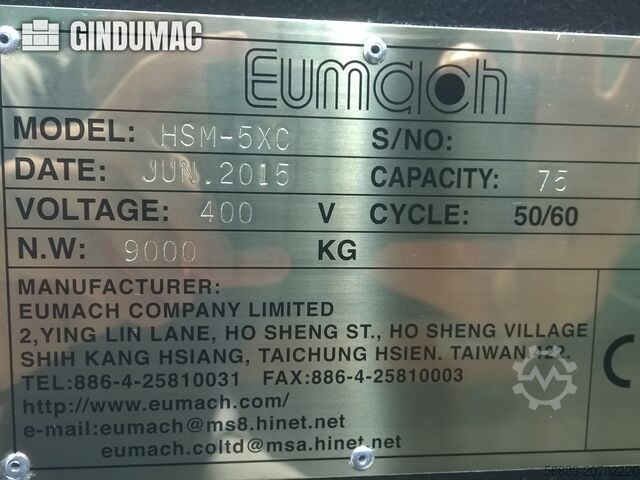 GINDUMAC
Eumach
MODEL: HSM-5XC S/NO:
DATE: JUN.2015 CAPACITY: 75
VOLTAGE: 400 V CYCLE: 50/60
N.W: 9000 KG
MANUFACTURER:
EUMACH COMPANY LIMITED
2,YING LIN LANE, HO SHENG ST., HO SHENG VILLAGE
SHIH KANG HSIANG, TAICHUNG HSIEN. TAIWAN 422.
TEL:886-4-25810031 FAX:886-4-25810003
http://www.eumach.com/
e-mail:eumach@ms8.hinet.net
eumach.coltd@msa.hinet.net